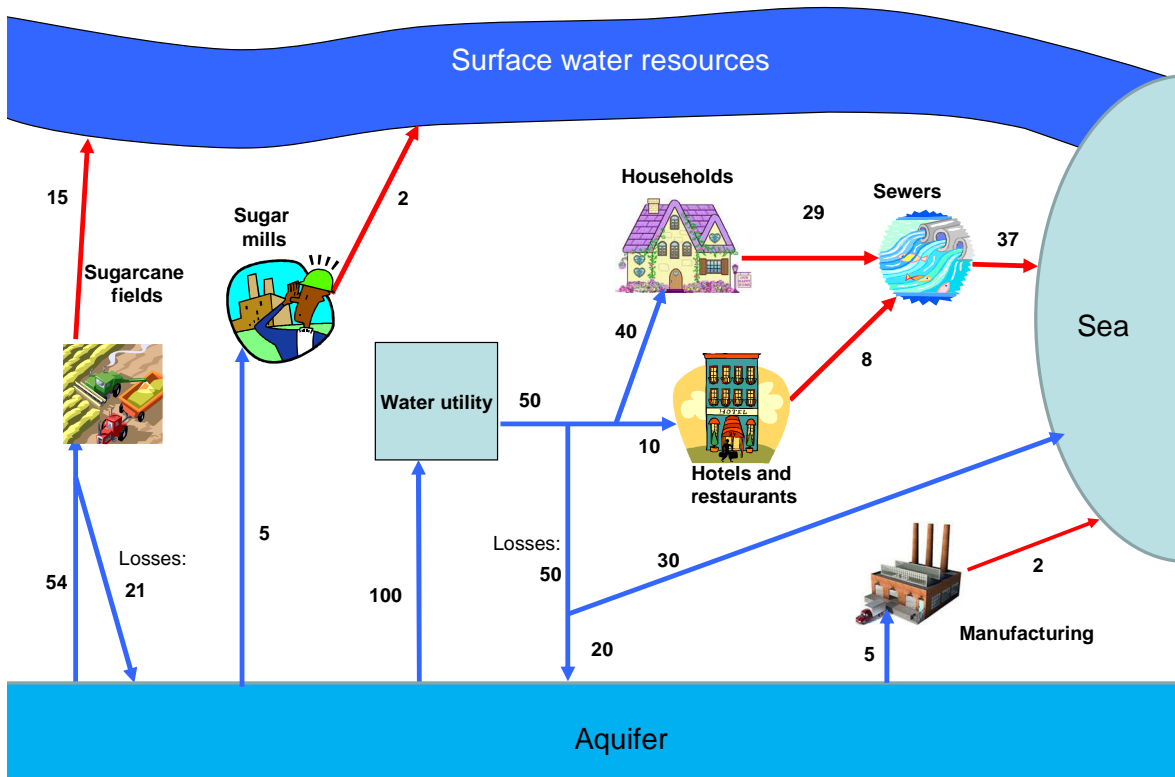 Surface water resources
15
2
Households
29
Sewers
37
Sugar
mills
Sugarcane
fields
40
Sea
8
Water utility
50
HOTEL
10
Hotels and
restaurants
Losses:
21
54
5
100
Losses:
50
30
2
20
Manufacturing
5
Aquifer